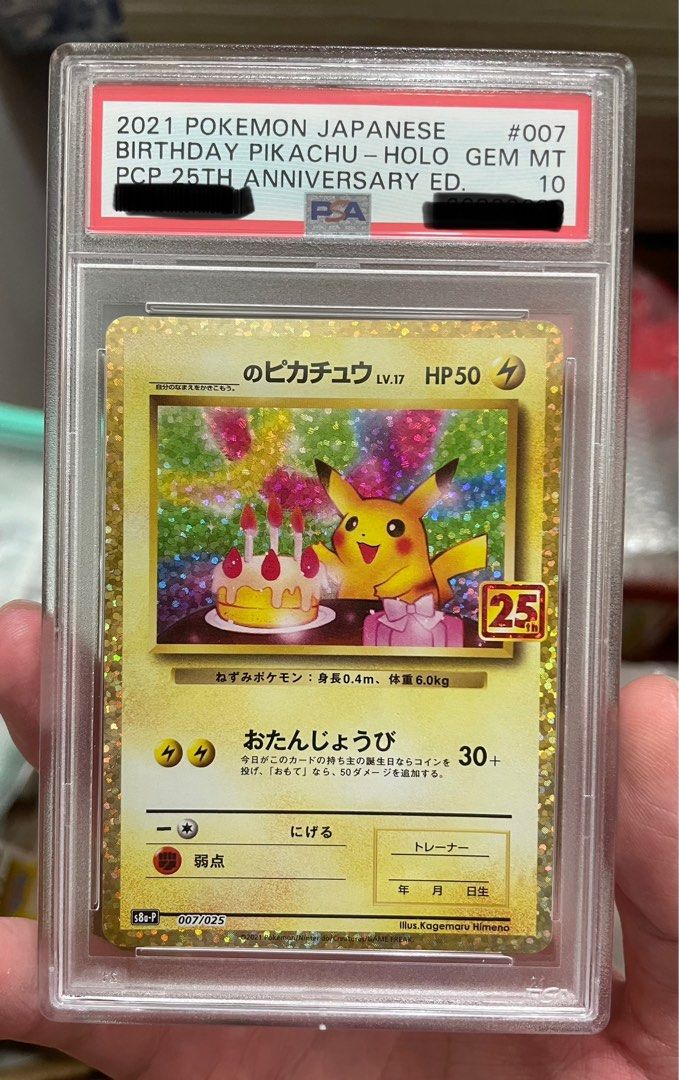 2021 POKEMON JAPANESE #007
BIRTHDAY PIKACHU-HOLO GEM MT
PCP 25TH ANNIVERSARY ED. 10
PSA
のピカチュウ LV.17 HP50
自分のなまえをかきこもう。
25th
ねずみポケモン：身長0.4m、体重6.0kg
おたんじょうび 30+
今日がこのカードの持ち主の誕生日ならコインを
投げ、「おもて」なら、50ダメージを追加する。
にげる
弱点
トレーナー
年 月 日生
s8a-P 007/025
Illus.Kagemaru Himeno
©2021 Pokémon/Nintendo/Creatures/GAME FREAK.